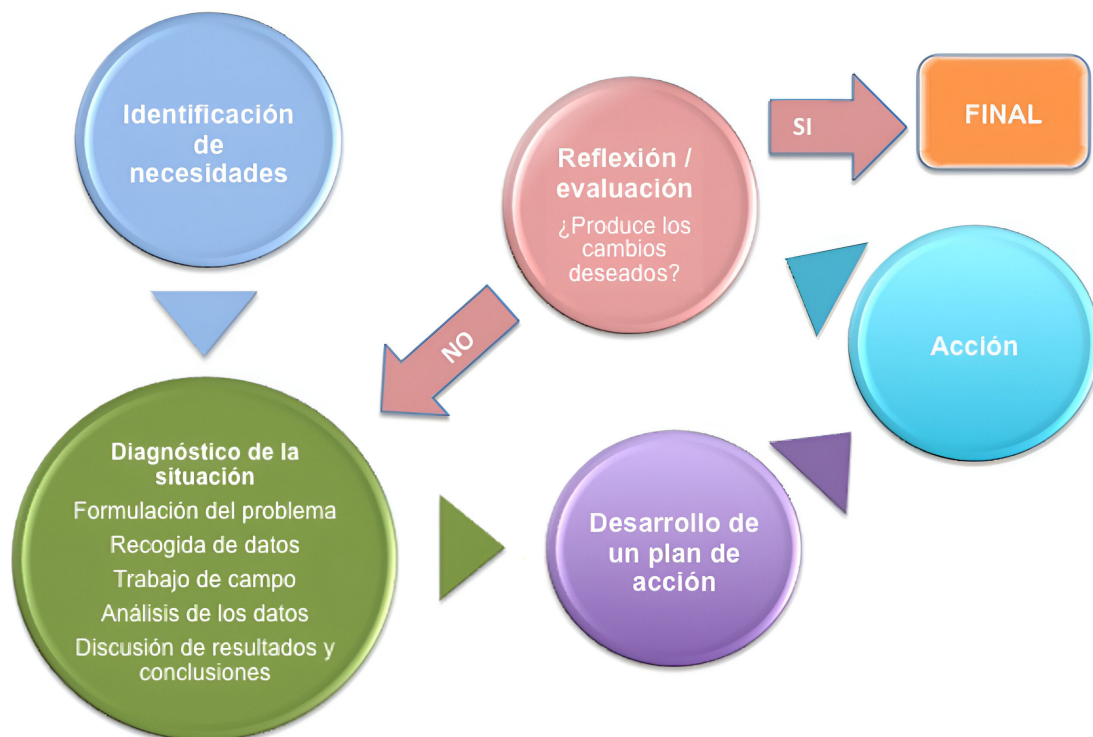 Identificación
de
necesidades
Diagnóstico de la
situación
Formulación del problema
Recogida de datos
Trabajo de campo
Análisis de los datos
Discusión de resultados y
conclusiones
Desarrollo de
un plan de
acción
Acción
Reflexión /
evaluación
¿Produce los
cambios
deseados?
NO
SI
FINAL